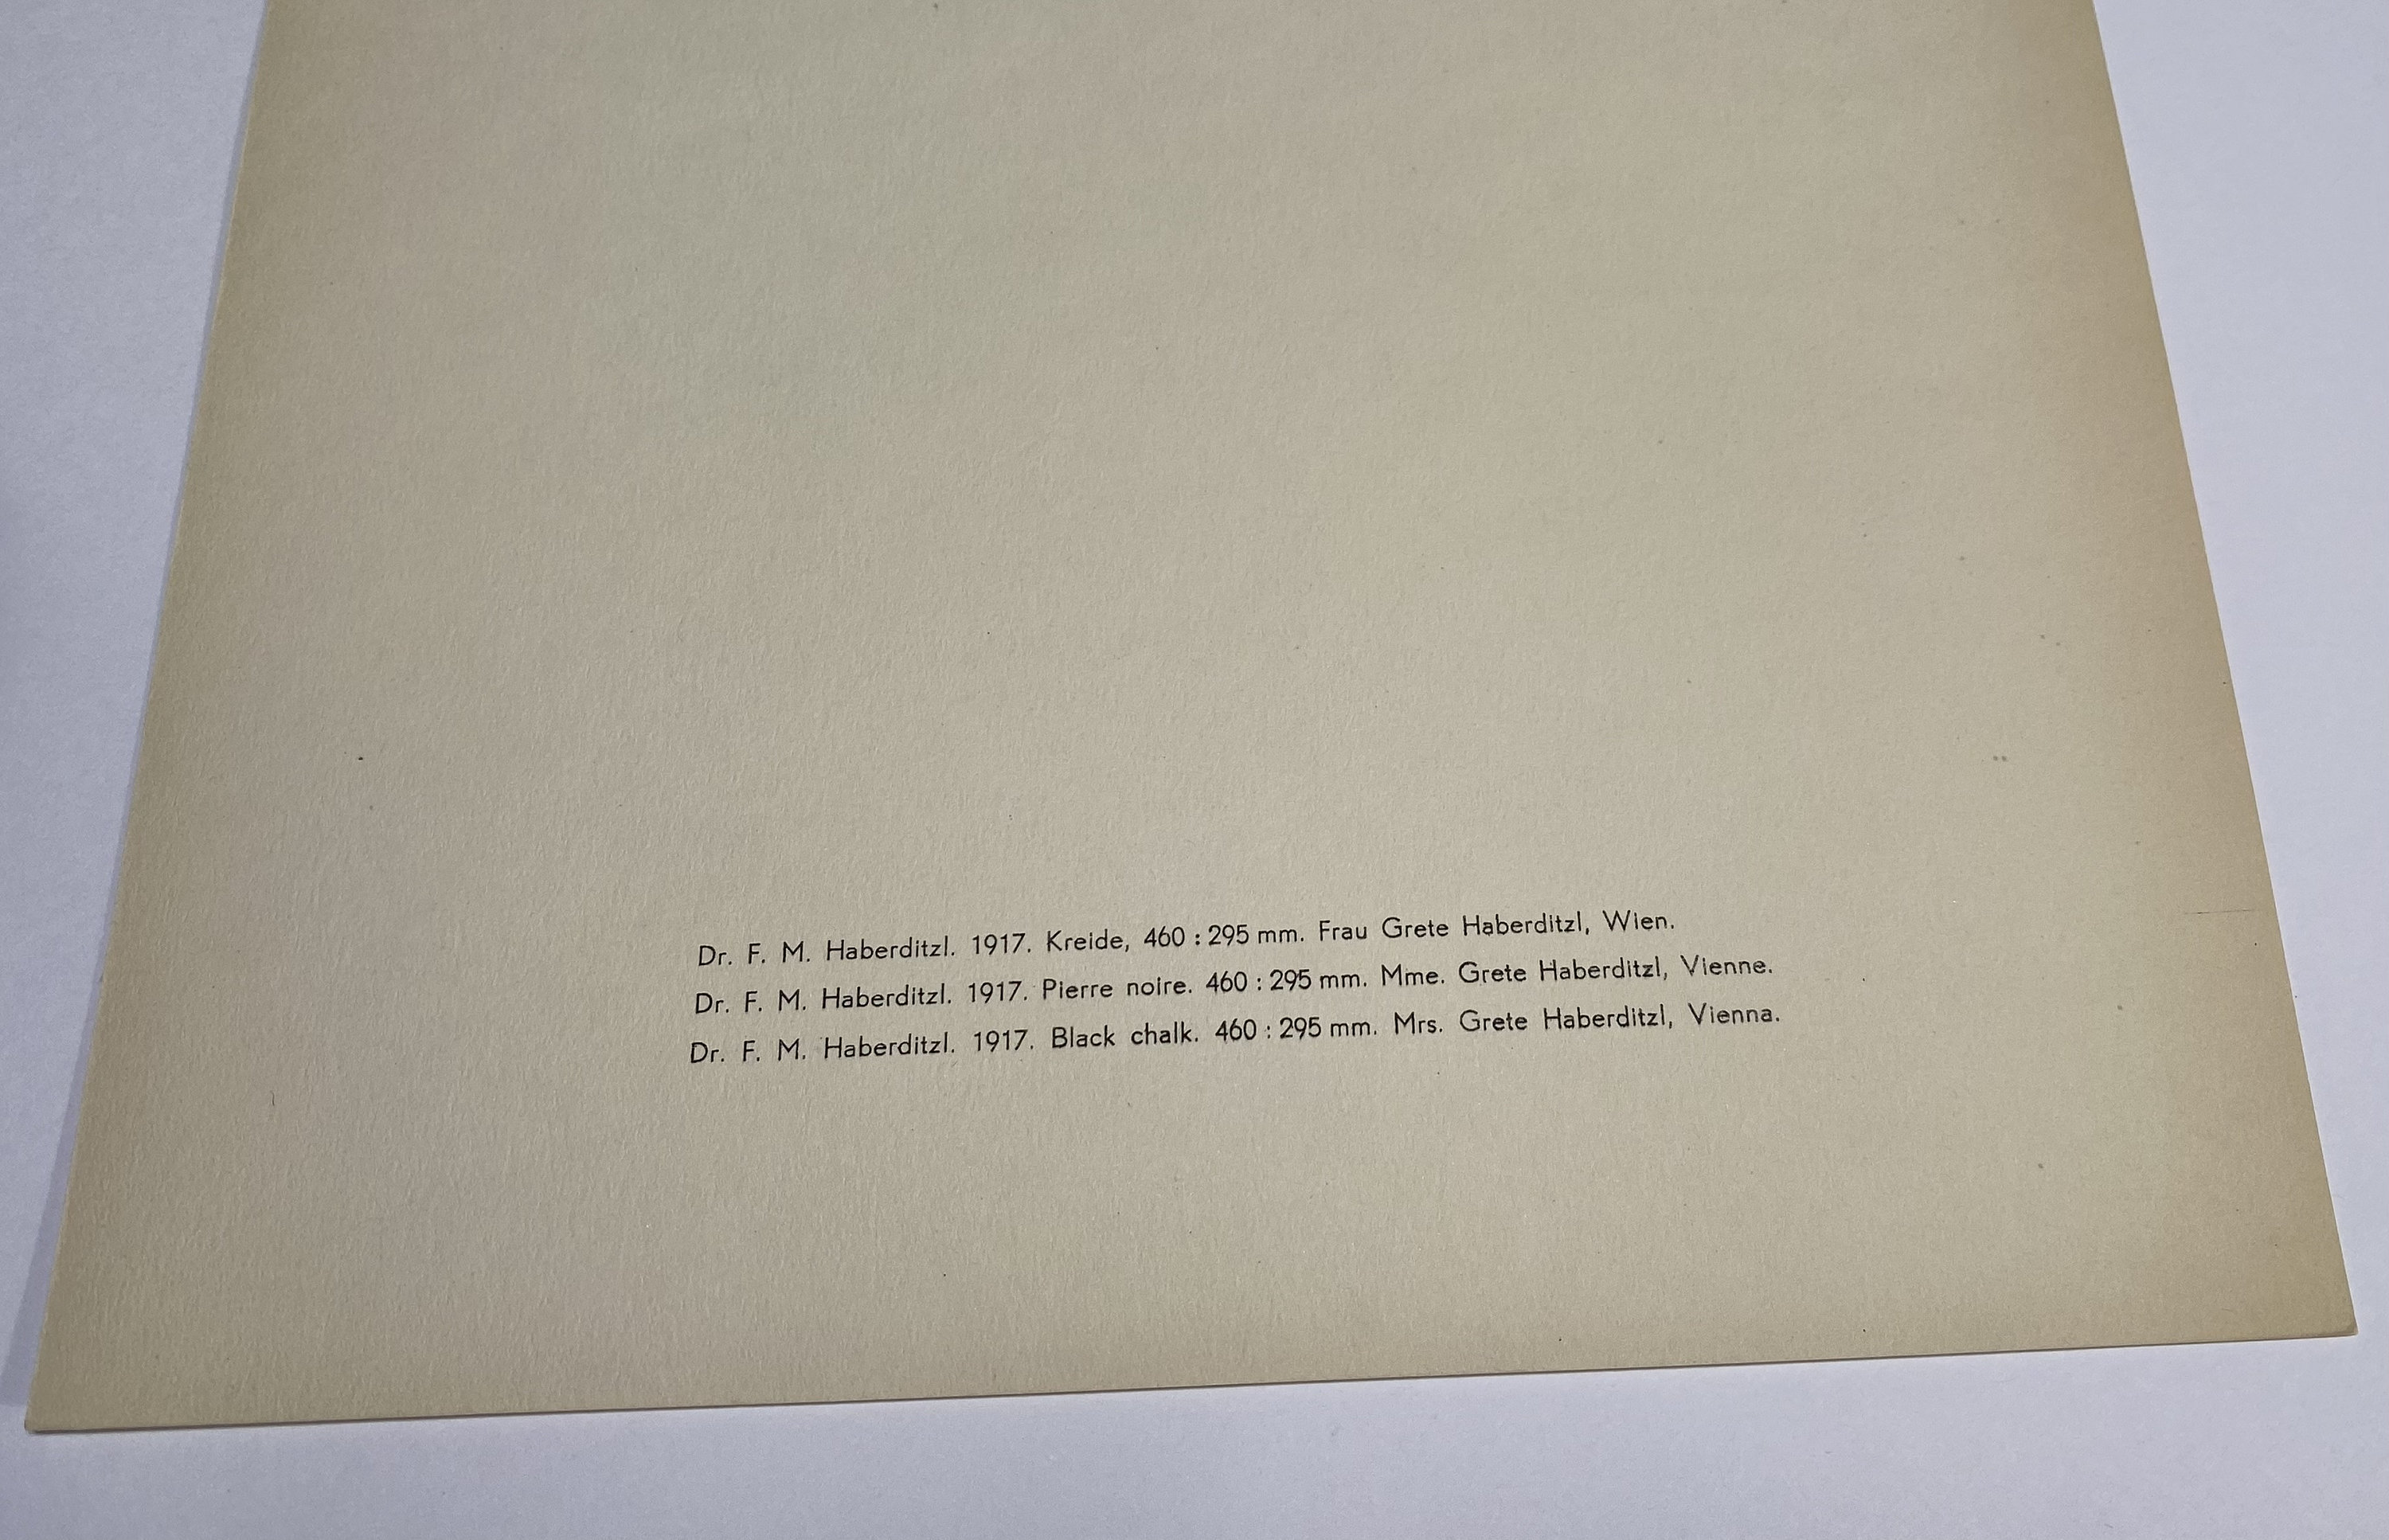 Dr. F. M. Haberditzl. 1917. Kreide, 460 : 295 mm. Frau Grete Haberditzl, Wien.
Dr. F. M. Haberditzl. 1917. Pierre noire. 460 : 295 mm. Mme. Grete Haberditzl, Vienne.
Dr. F. M. Haberditzl. 1917. Black chalk. 460 : 295 mm. Mrs. Grete Haberditzl, Vienna.